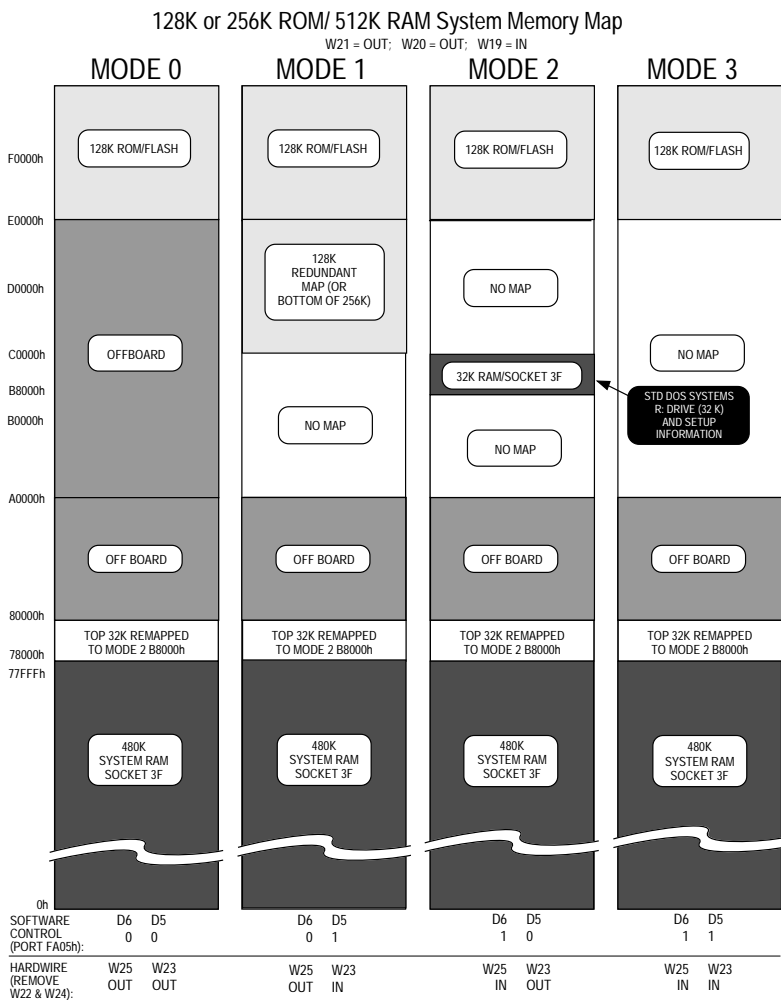 128K or 256K ROM/ 512K RAM System Memory Map
W21 = OUT; W20 = OUT; W19 = IN
MODE 0 MODE 1 MODE 2 MODE 3
128K ROM/FLASH 128K ROM/FLASH 128K ROM/FLASH 128K ROM/FLASH
F0000h
E0000h
128K
REDUNDANT
MAP (OR
BOTTOM OF 256K)
D0000h
NO MAP
C0000h
OFFBOARD
NO MAP
32K RAM/SOCKET 3F
B8000h
STD DOS SYSTEMS
R: DRIVE (32 K)
AND SETUP
INFORMATION
B0000h
NO MAP
NO MAP
A0000h
OFF BOARD OFF BOARD OFF BOARD OFF BOARD
80000h
TOP 32K REMAPPED
TO MODE 2 B8000h
TOP 32K REMAPPED
TO MODE 2 B8000h
TOP 32K REMAPPED
TO MODE 2 B8000h
TOP 32K REMAPPED
TO MODE 2 B8000h
78000h
77FFFh
480K
SYSTEM RAM
SOCKET 3F
480K
SYSTEM RAM
SOCKET 3F
480K
SYSTEM RAM
SOCKET 3F
480K
SYSTEM RAM
SOCKET 3F
0h
SOFTWARE D6 D5 D6 D5 D6 D5 D6 D5
CONTROL 0 0 0 1 1 0 1 1
(PORT FA05h):
HARDWIRE W25 W23 W25 W23 W25 W23 W25 W23
(REMOVE OUT OUT OUT IN IN OUT IN IN
W22 & W24):